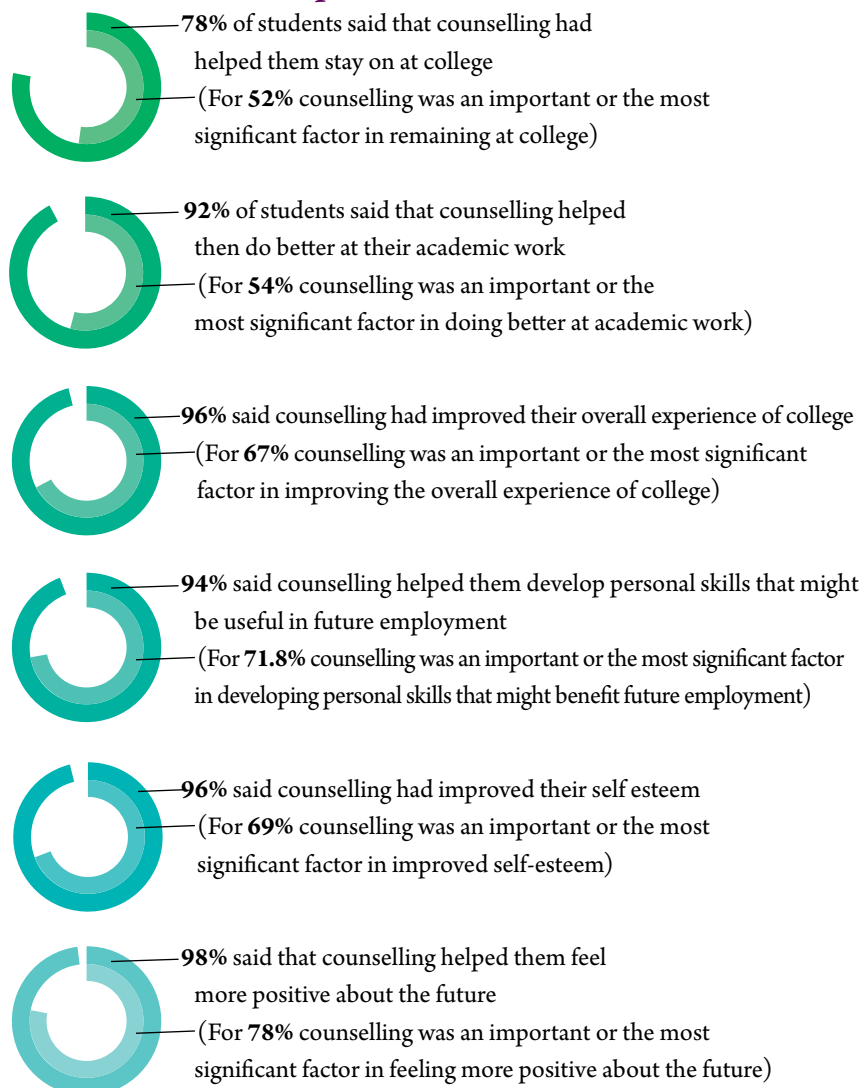 78% of students said that counselling had
helped them stay on at college
(For 52% counselling was an important or the most
significant factor in remaining at college)
92% of students said that counselling helped
then do better at their academic work
(For 54% counselling was an important or the
most significant factor in doing better at academic work)
96% said counselling had improved their overall experience of college
(For 67% counselling was an important or the most significant
factor in improving the overall experience of college)
94% said counselling helped them develop personal skills that might
be useful in future employment
(For 71.8% counselling was an important or the most significant factor
in developing personal skills that might benefit future employment)
96% said counselling had improved their self esteem
(For 69% counselling was an important or the most
significant factor in improved self-esteem)
98% said that counselling helped them feel
more positive about the future
(For 78% counselling was an important or the most
significant factor in feeling more positive about the future)